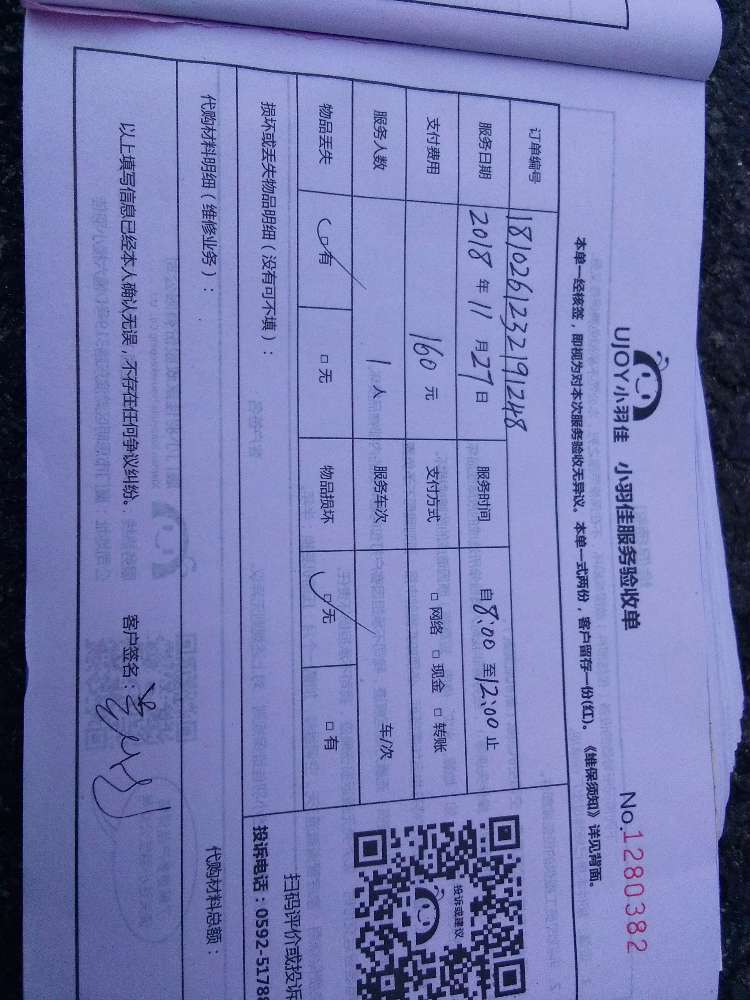 UJOY小羽佳 小羽佳服务验收单 No.1280382
本单一经核签，即视为对本次服务验收无异议。本单一式两份，客户留存一份(红)。《维保须知》详见背面。
订单编号 1810261232191248
服务日期 2018年11月27日 服务时间 自8:00至12:00止
支付费用 160元 支付方式 □网络 □现金 □转账
服务人数 1人 服务车次 车/次
物品丢失 □有 □无 物品损坏 □无 □有
投诉或建议
扫码评价或投诉
损坏或丢失物品明细（没有可不填）：
投诉电话：0592-5178
代购材料明细（维修业务）： 代购材料总额：
以上填写信息已经本人确认无误，不存在任何争议纠纷。 客户签名：